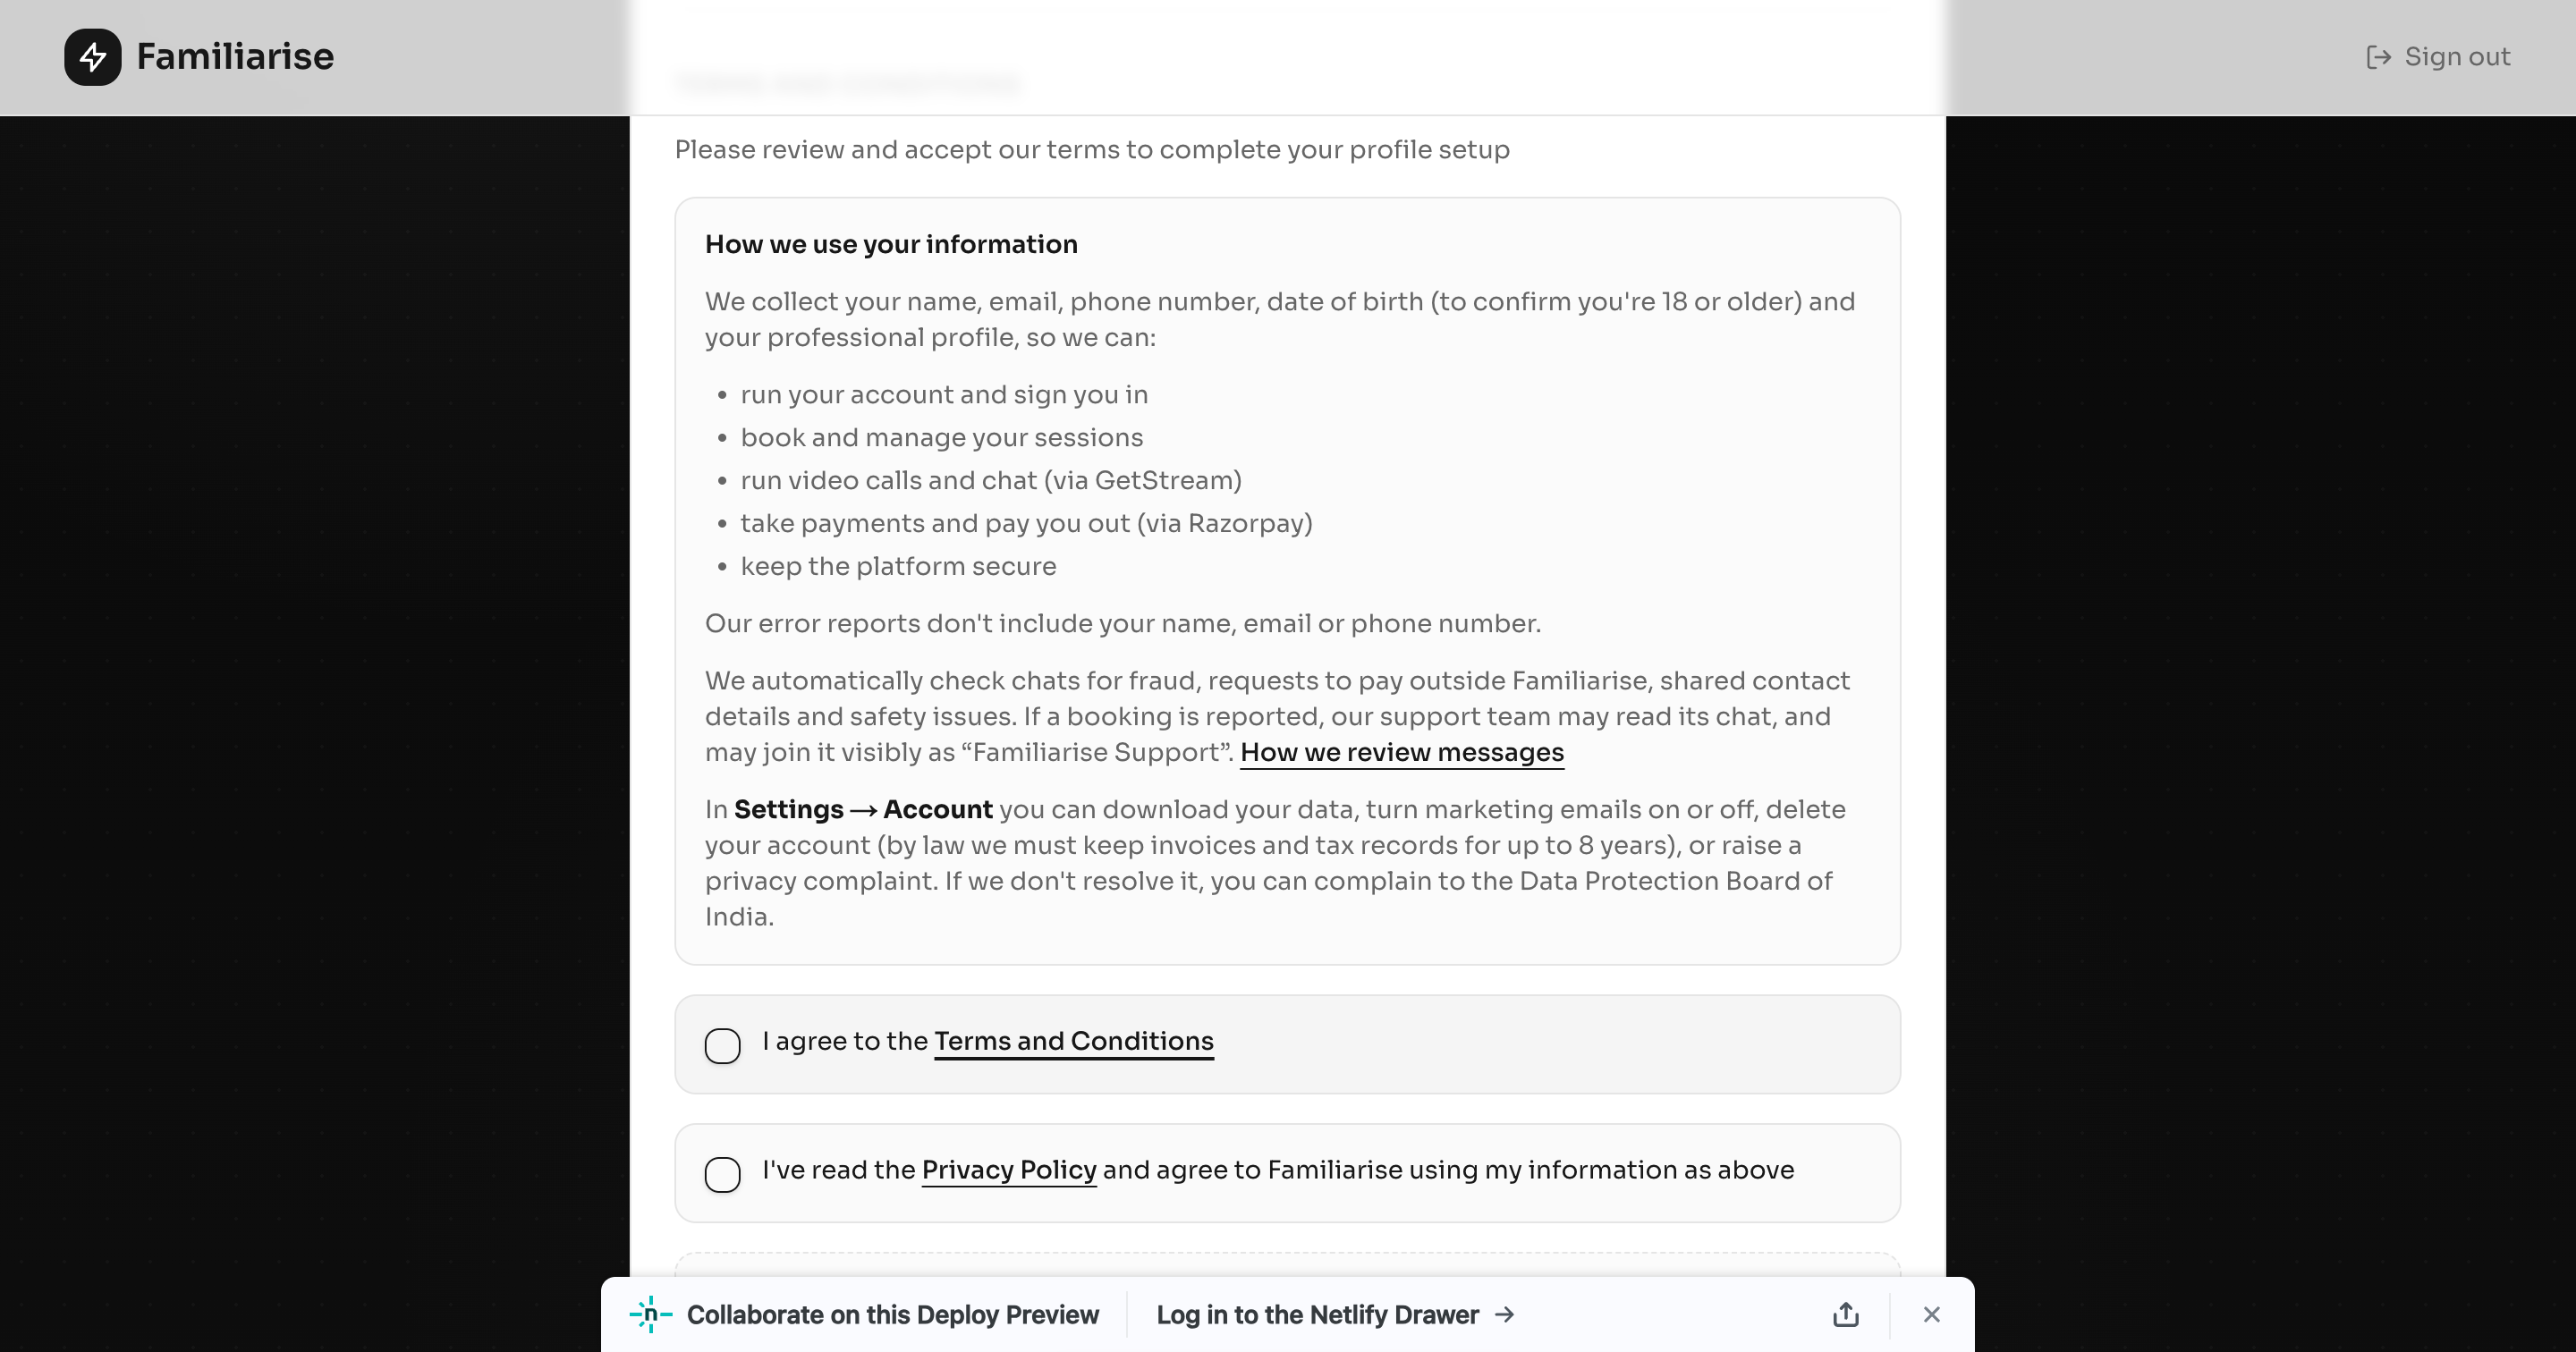 Familiarise
Sign out
TERMS AND CONDITIONS
Please review and accept our terms to complete your profile setup
How we use your information
We collect your name, email, phone number, date of birth (to confirm you're 18 or older) and
your professional profile, so we can:
• run your account and sign you in
• book and manage your sessions
• run video calls and chat (via GetStream)
• take payments and pay you out (via Razorpay)
• keep the platform secure
Our error reports don't include your name, email or phone number.
We automatically check chats for fraud, requests to pay outside Familiarise, shared contact
details and safety issues. If a booking is reported, our support team may read its chat, and
may join it visibly as “Familiarise Support”. How we review messages
In Settings → Account you can download your data, turn marketing emails on or off, delete
your account (by law we must keep invoices and tax records for up to 8 years), or raise a
privacy complaint. If we don't resolve it, you can complain to the Data Protection Board of
India.
I agree to the Terms and Conditions
I've read the Privacy Policy and agree to Familiarise using my information as above
Collaborate on this Deploy Preview
Log in to the Netlify Drawer →